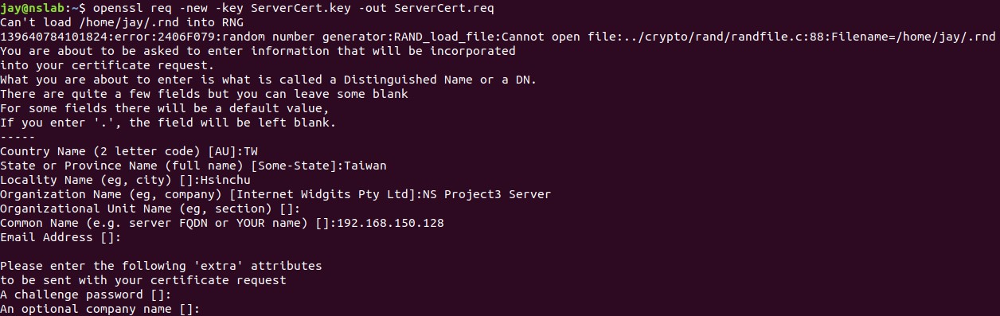 jay@nslab:~$ openssl req -new -key ServerCert.key -out ServerCert.req
Can't load /home/jay/.rnd into RNG
139640784101824:error:2406F079:random number generator:RAND_load_file:Cannot open file:../crypto/rand/randfile.c:88:Filename=/home/jay/.rnd
You are about to be asked to enter information that will be incorporated
into your certificate request.
What you are about to enter is what is called a Distinguished Name or a DN.
There are quite a few fields but you can leave some blank
For some fields there will be a default value,
If you enter '.', the field will be left blank.
-----
Country Name (2 letter code) [AU]:TW
State or Province Name (full name) [Some-State]:Taiwan
Locality Name (eg, city) []:Hsinchu
Organization Name (eg, company) [Internet Widgits Pty Ltd]:NS Project3 Server
Organizational Unit Name (eg, section) []:
Common Name (e.g. server FQDN or YOUR name) []:192.168.150.128
Email Address []:

Please enter the following 'extra' attributes
to be sent with your certificate request
A challenge password []:
An optional company name []: